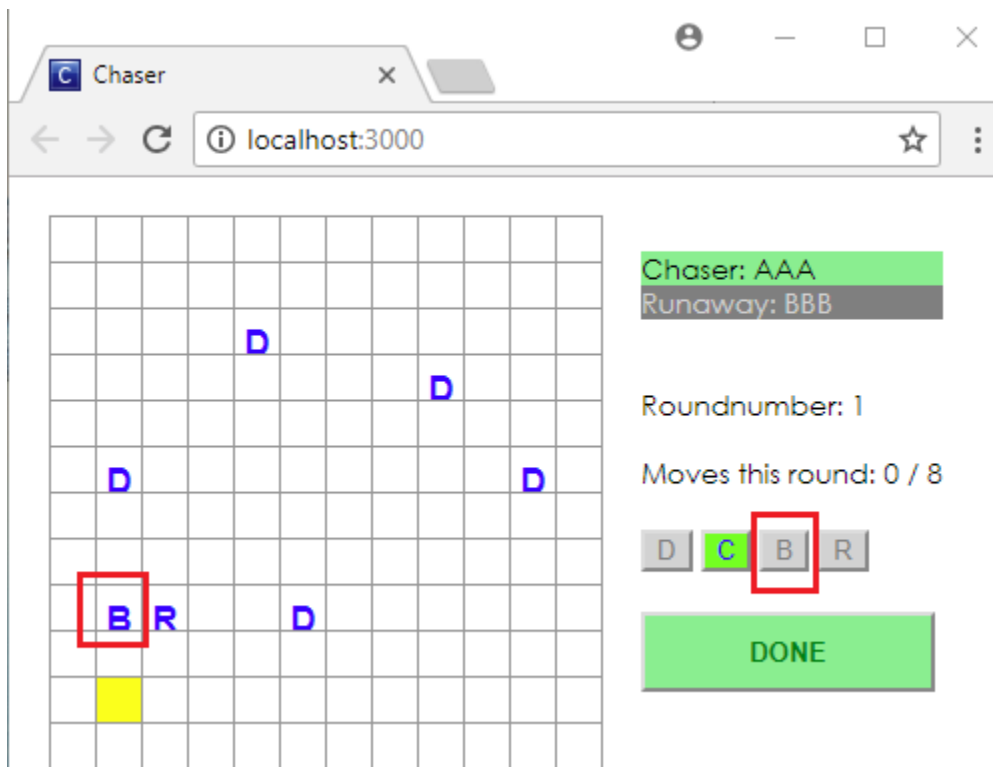 C Chaser
localhost:3000
Chaser: AAA
Runaway: BBB
D
D
Roundnumber: 1
D D
Moves this round: 0 / 8
D C B R
B R D
DONE